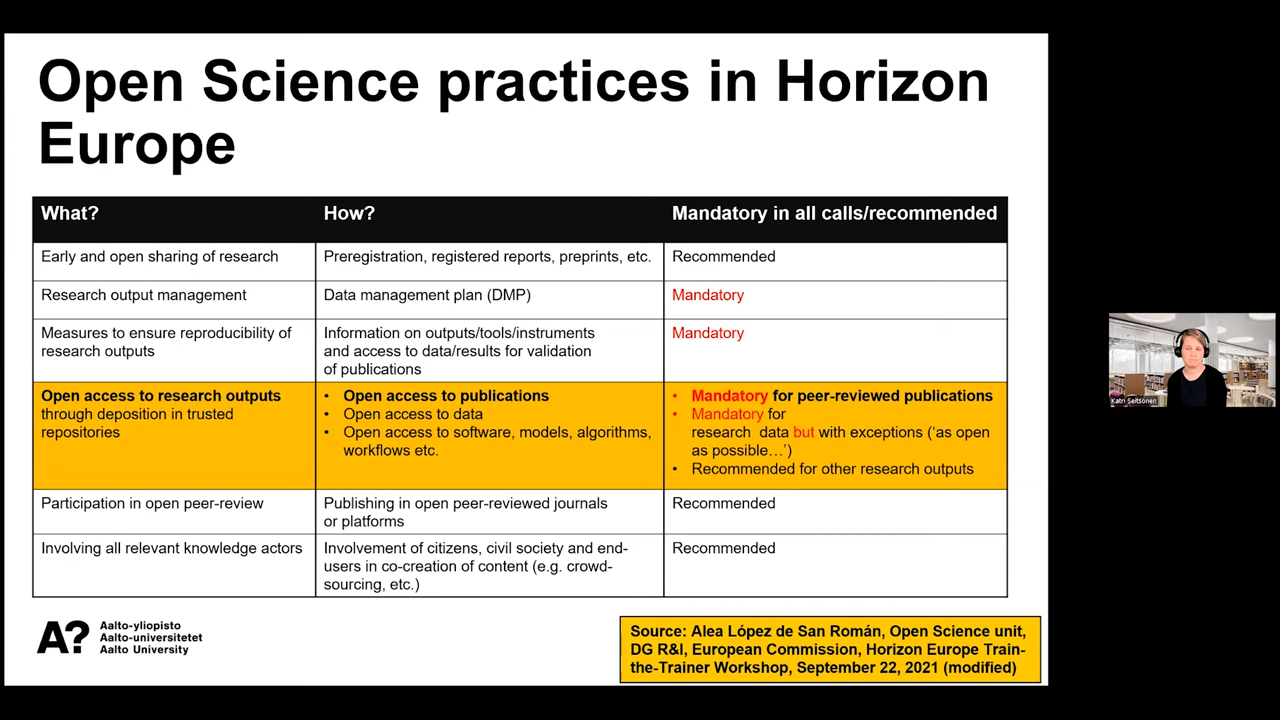 Open Science practices in Horizon
Europe
What?
How?
Mandatory in all calls/recommended
Early and open sharing of research
Preregistration, registered reports, preprints, etc.
Recommended
Research output management
Data management plan (DMP)
Mandatory
Measures to ensure reproducibility of
research outputs
Information on outputs/tools/instruments
and access to data/results for validation
of publications
Mandatory
Open access to research outputs
through deposition in trusted
repositories
• Open access to publications
• Open access to data
• Open access to software, models, algorithms,
workflows etc.
• Mandatory for peer-reviewed publications
• Mandatory for
research data but with exceptions (‘as open
as possible…’)
• Recommended for other research outputs
Participation in open peer-review
Publishing in open peer-reviewed journals
or platforms
Recommended
Involving all relevant knowledge actors
Involvement of citizens, civil society and end-
users in co-creation of content (e.g. crowd-
sourcing, etc.)
Recommended
A?
Aalto-yliopisto
Aalto-universitetet
Aalto University
Source: Alea López de San Román, Open Science unit,
DG R&I, European Commission, Horizon Europe Train-
the-Trainer Workshop, September 22, 2021 (modified)
Katri Seitsonen